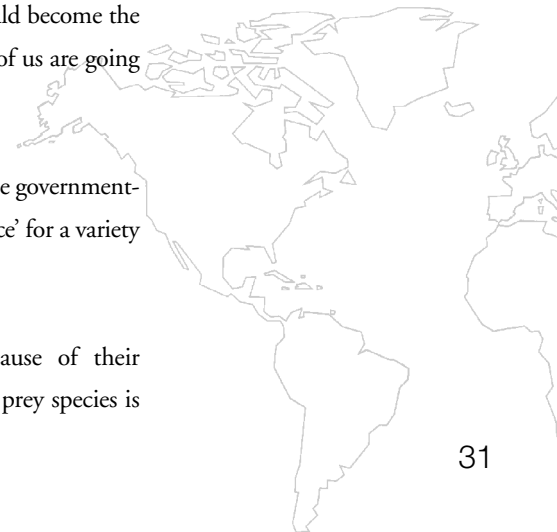 ld become the
of us are going
e government-
ce’ for a variety
ause of their
prey species is
31